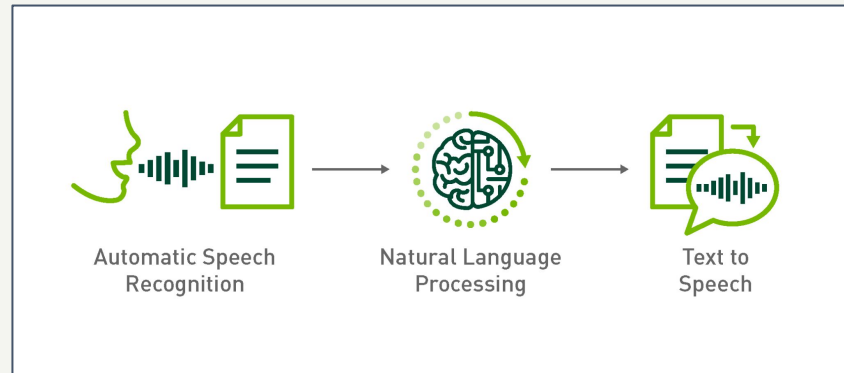 Automatic Speech
Recognition
Natural Language
Processing
Text to
Speech